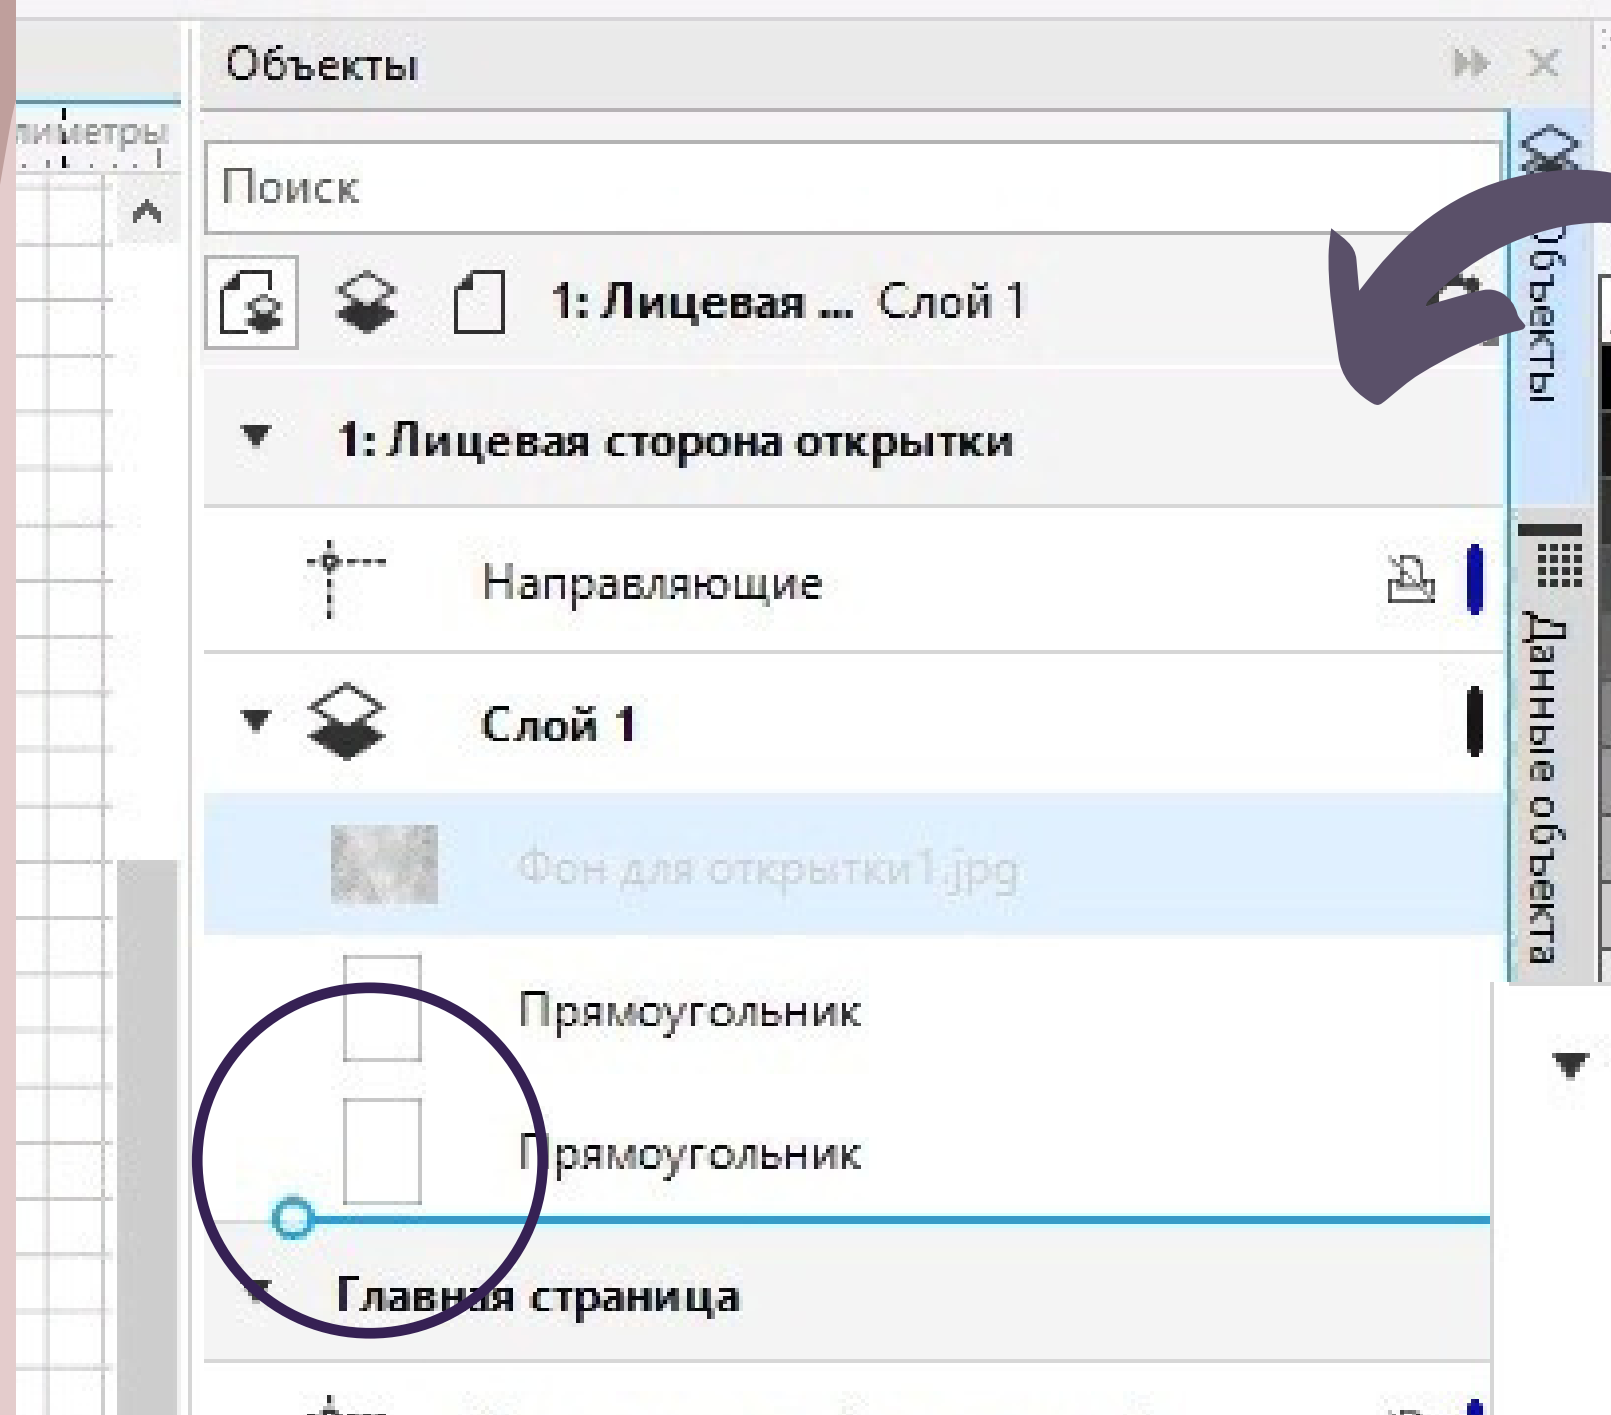 Объекты
Поиск
1: Лицевая ... Слой 1
1: Лицевая сторона открытки
Направляющие
Слой 1
Фон для открытки1.jpg
Прямоугольник
Прямоугольник
Главная страница
Объекты
Данные объекта